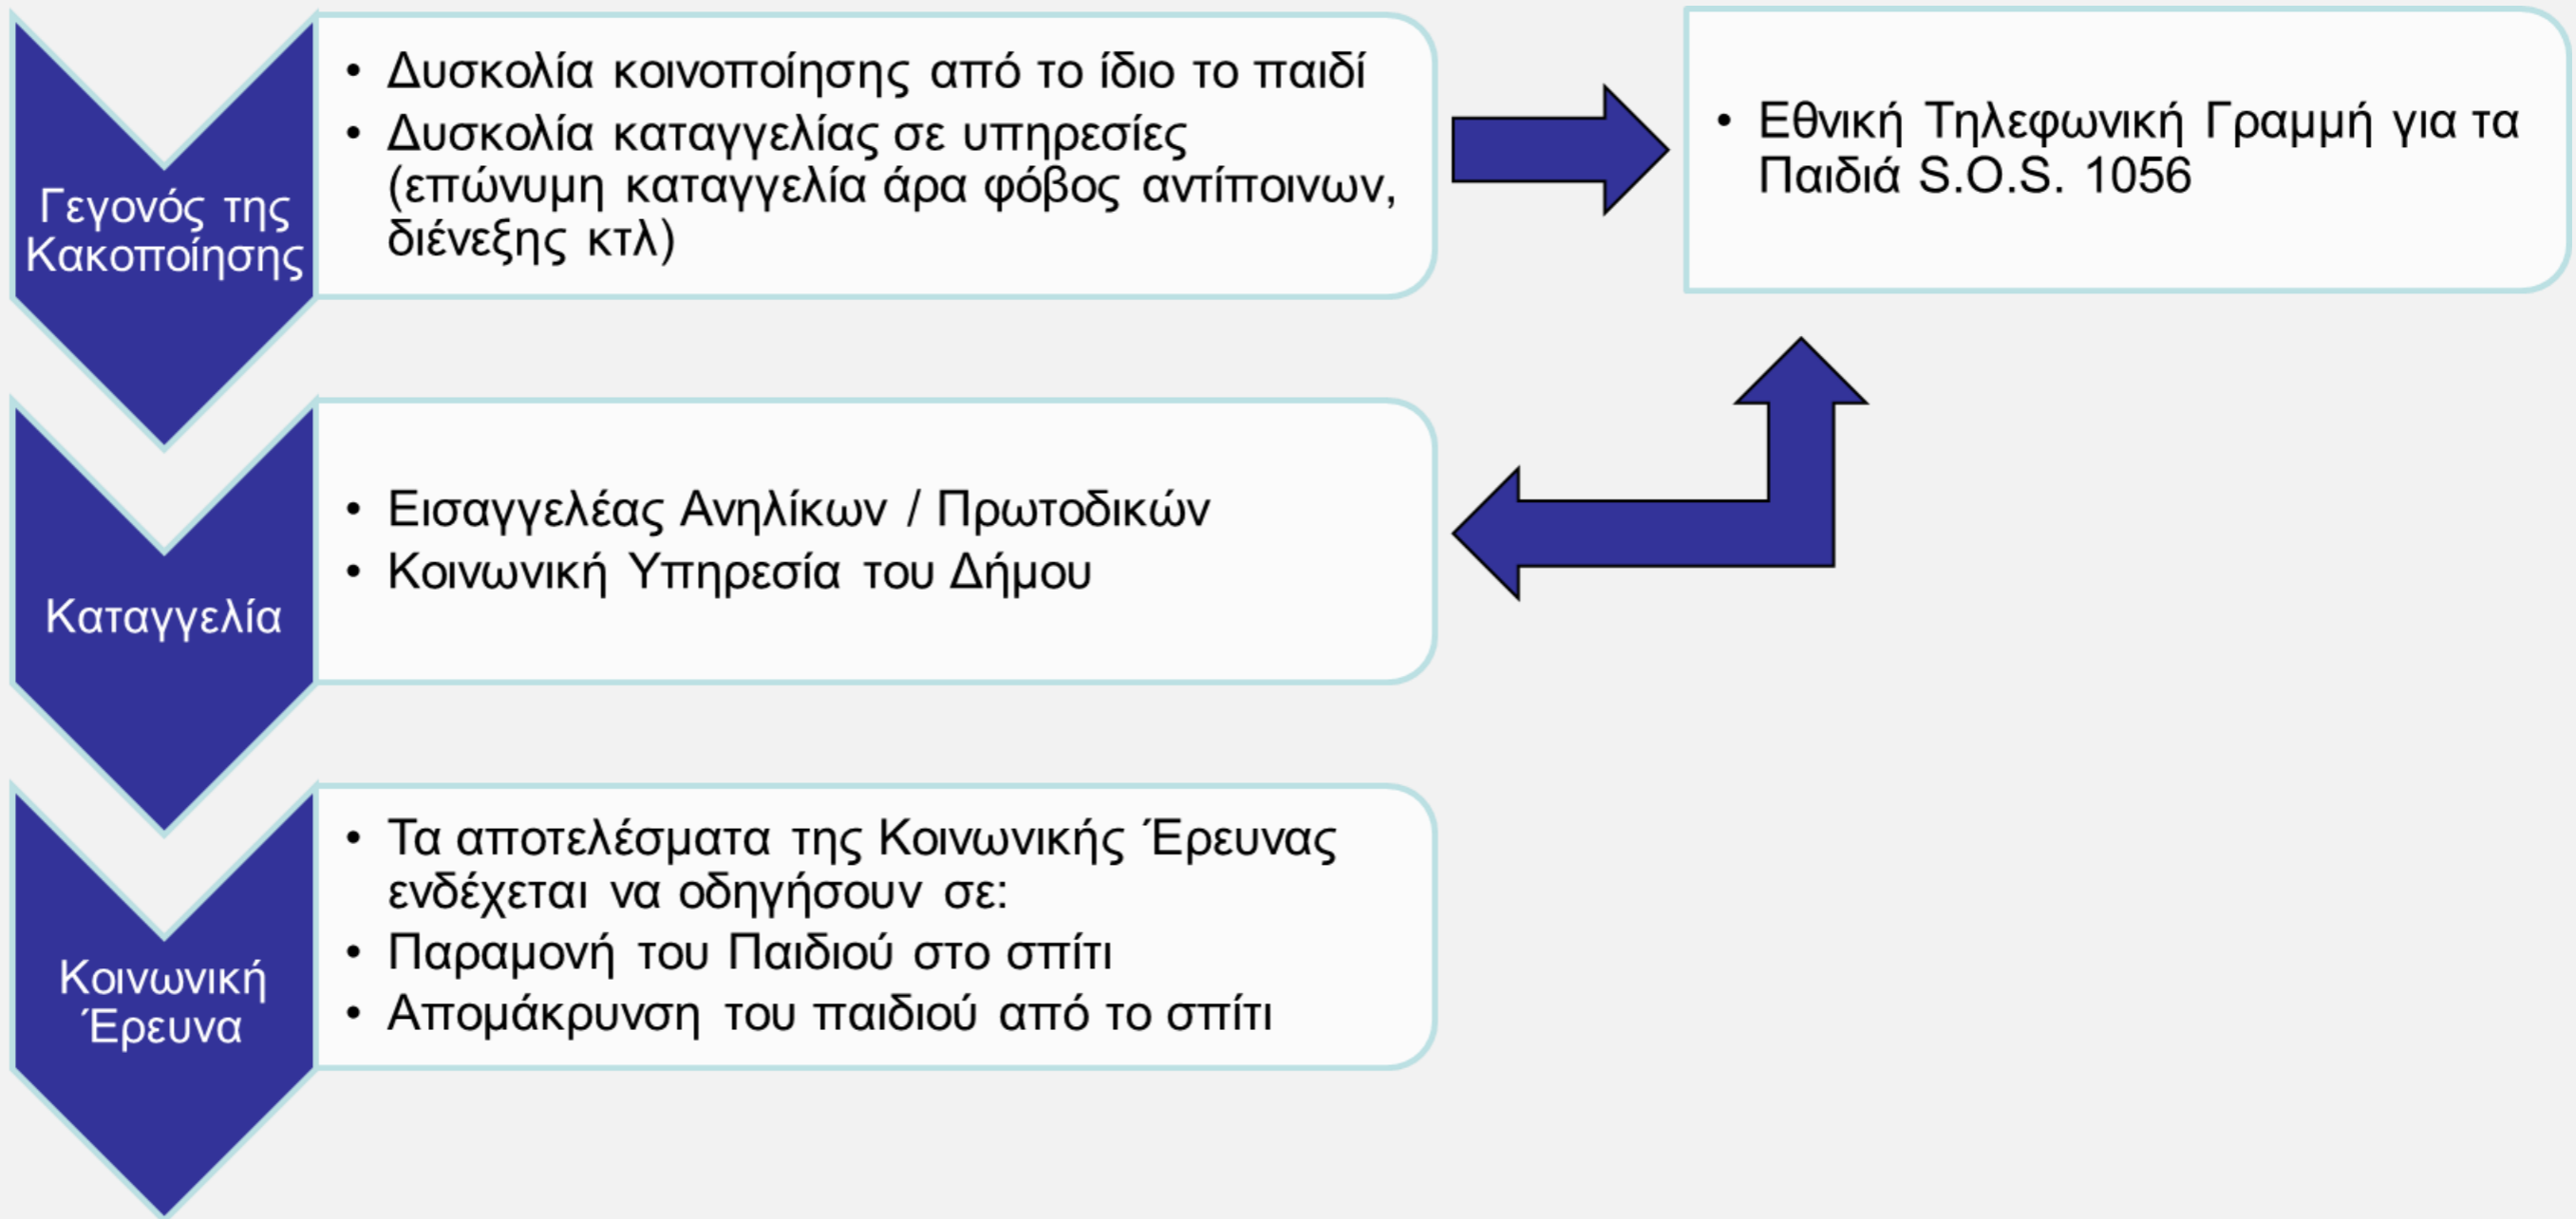 Γεγονός της
Κακοποίησης
• Δυσκολία κοινοποίησης από το ίδιο το παιδί
• Δυσκολία καταγγελίας σε υπηρεσίες
(επώνυμη καταγγελία άρα φόβος αντίποινων,
διένεξης κτλ)
• Εθνική Τηλεφωνική Γραμμή για τα
Παιδιά S.O.S. 1056
Καταγγελία
• Εισαγγελέας Ανηλίκων / Πρωτοδικών
• Κοινωνική Υπηρεσία του Δήμου
Κοινωνική
Έρευνα
• Τα αποτελέσματα της Κοινωνικής Έρευνας
ενδέχεται να οδηγήσουν σε:
• Παραμονή του Παιδιού στο σπίτι
• Απομάκρυνση του παιδιού από το σπίτι